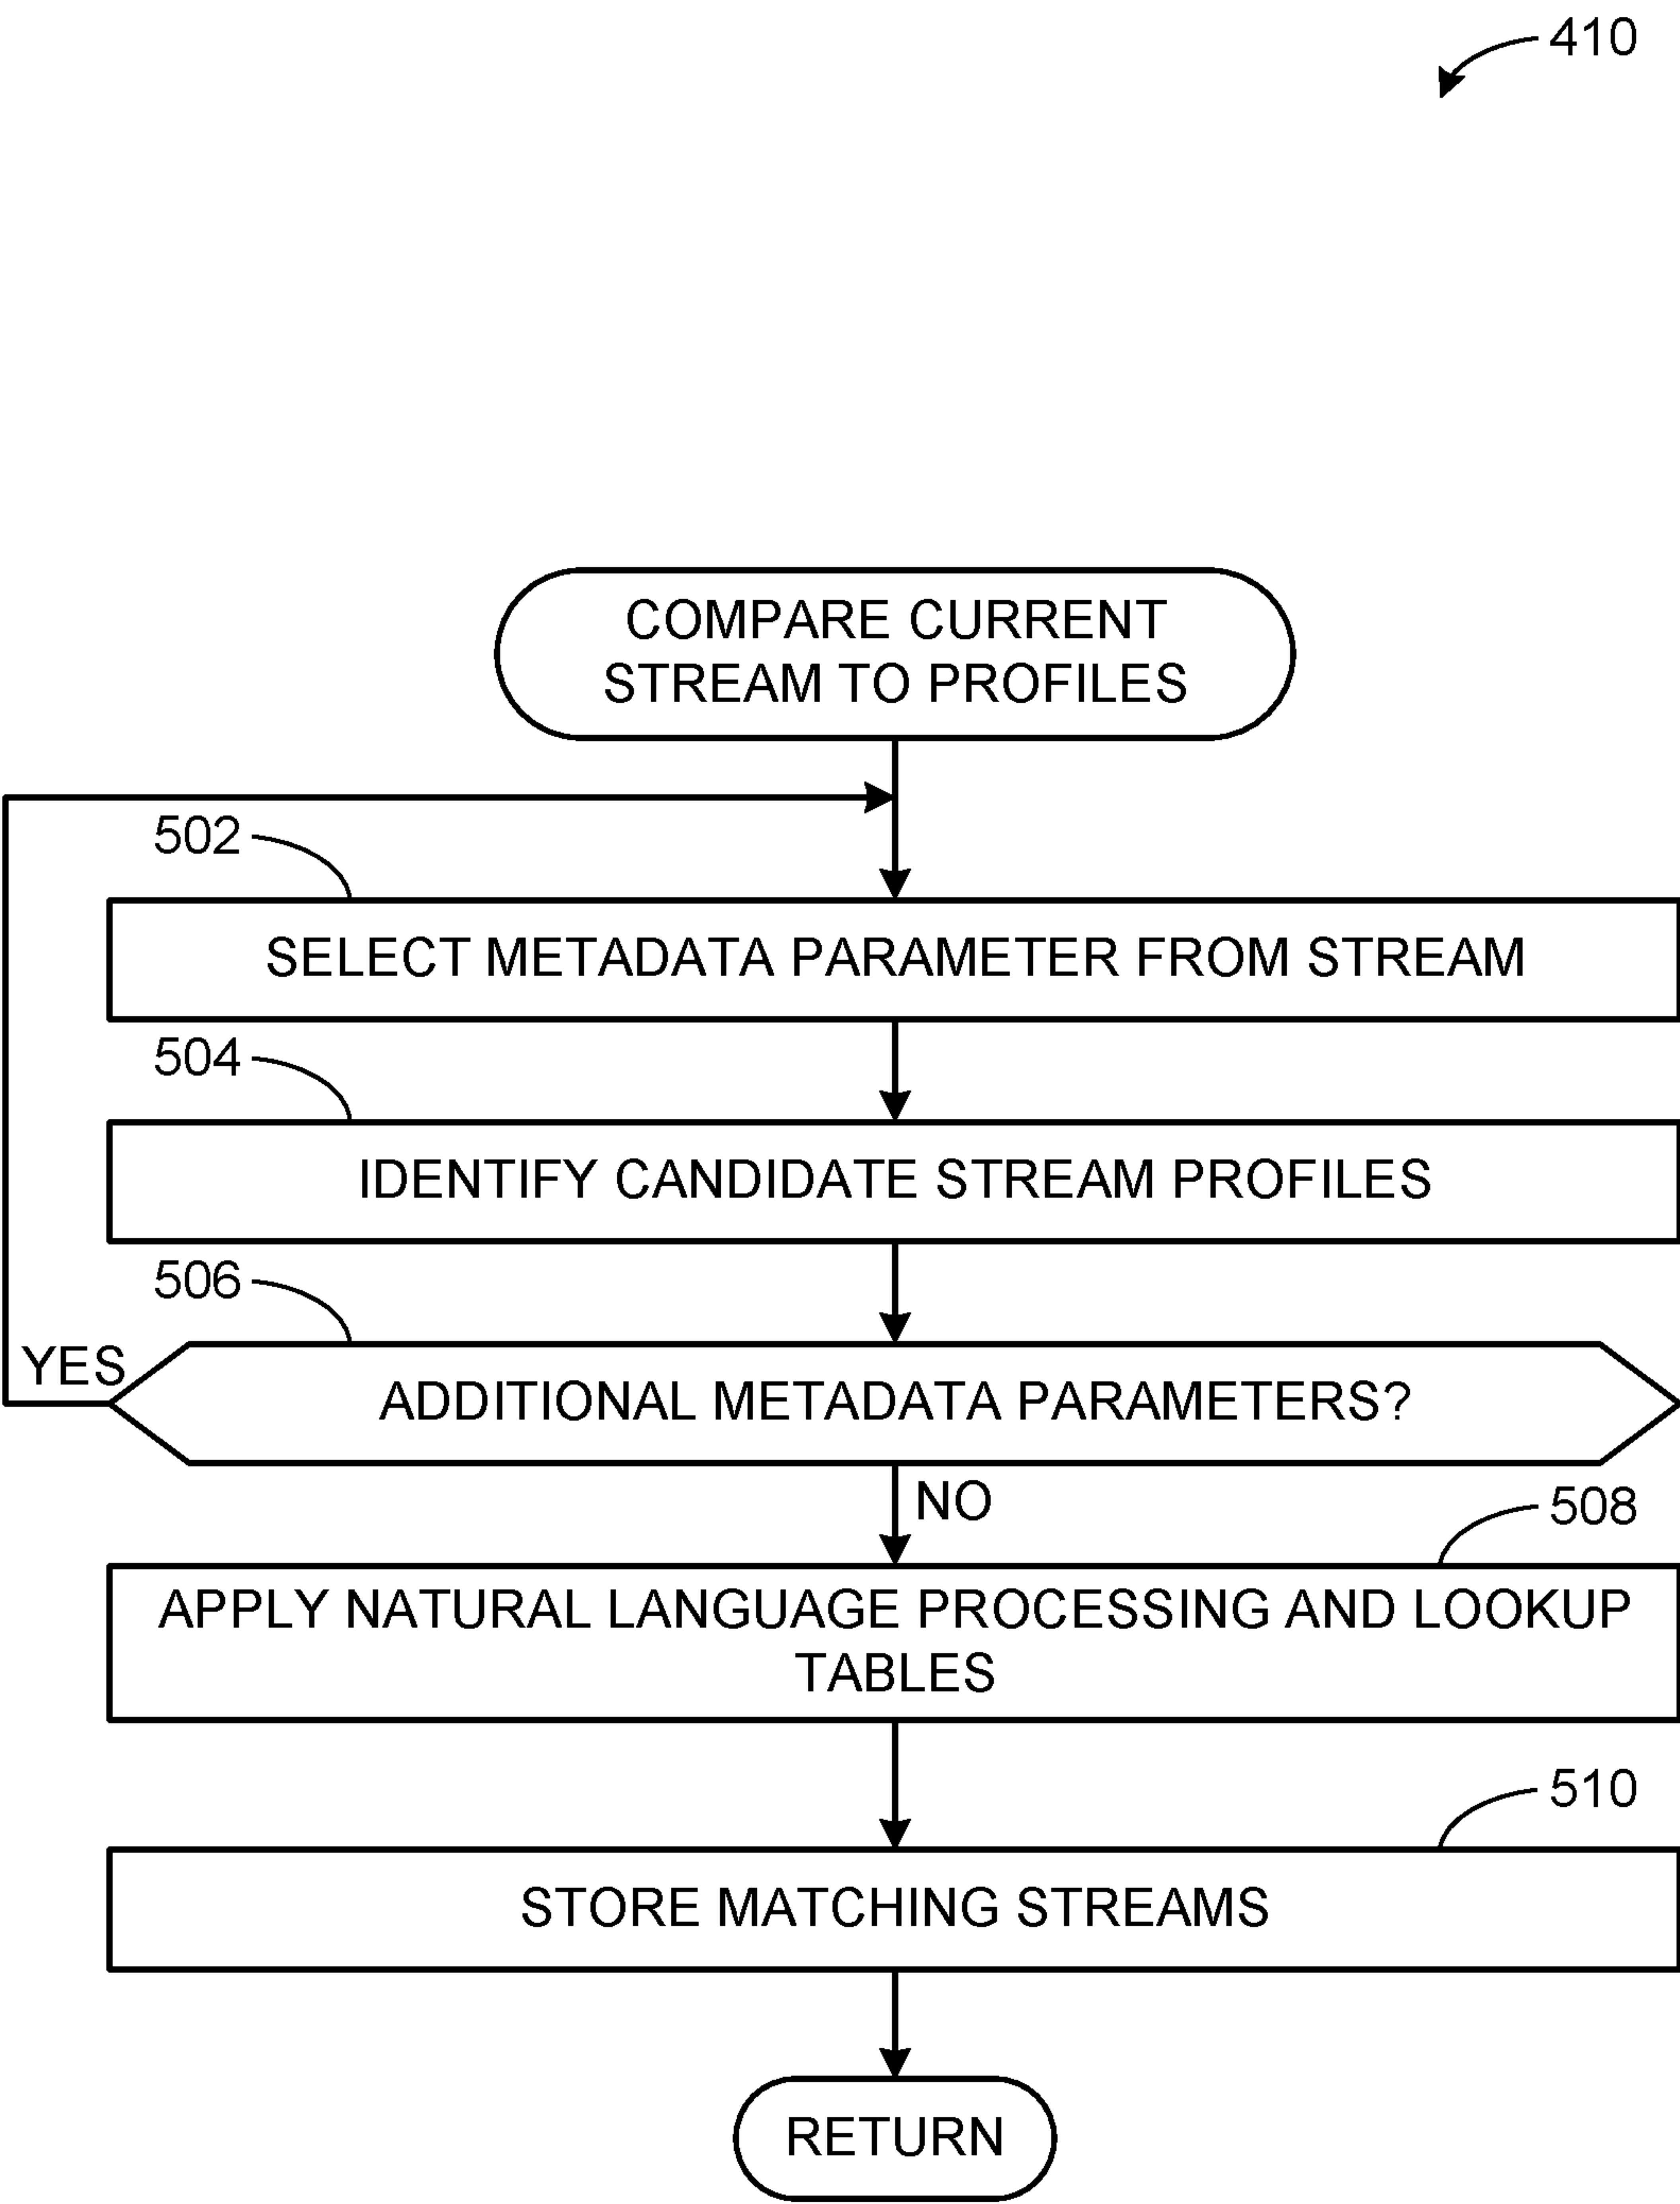 410
COMPARE CURRENT
STREAM TO PROFILES
502
SELECT METADATA PARAMETER FROM STREAM
504
IDENTIFY CANDIDATE STREAM PROFILES
506
YES
ADDITIONAL METADATA PARAMETERS?
NO
508
APPLY NATURAL LANGUAGE PROCESSING AND LOOKUP
TABLES
510
STORE MATCHING STREAMS
RETURN